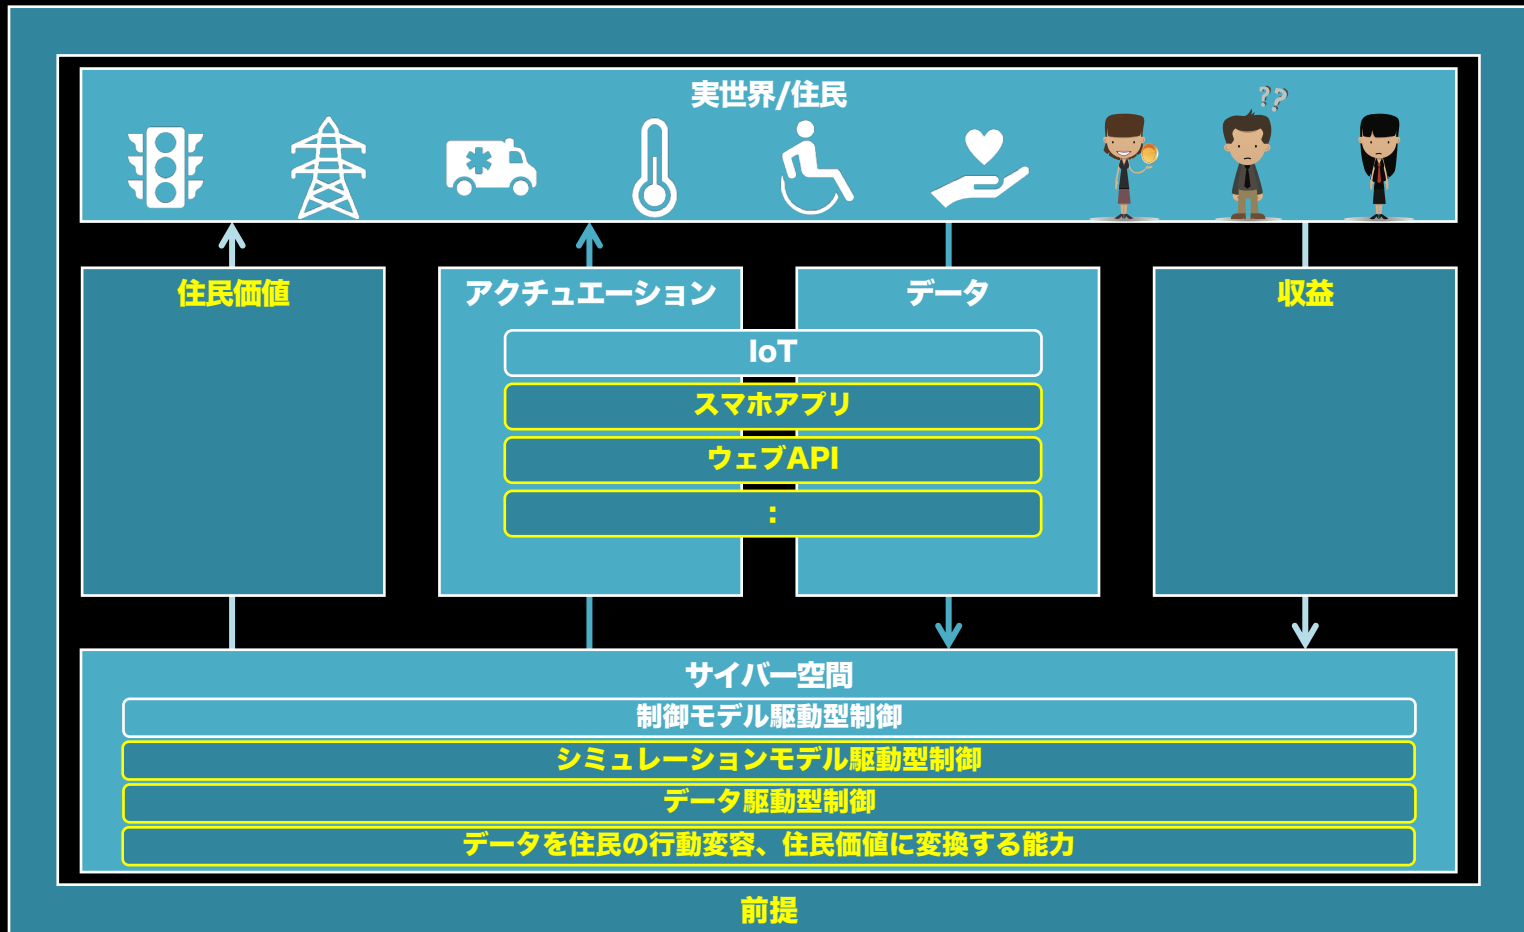 実世界/住民
??
住民価値
アクチュエーション
データ
収益
IoT
スマホアプリ
ウェブAPI
:
サイバー空間
制御モデル駆動型制御
シミュレーションモデル駆動型制御
データ駆動型制御
データを住民の行動変容、住民価値に変換する能力
前提